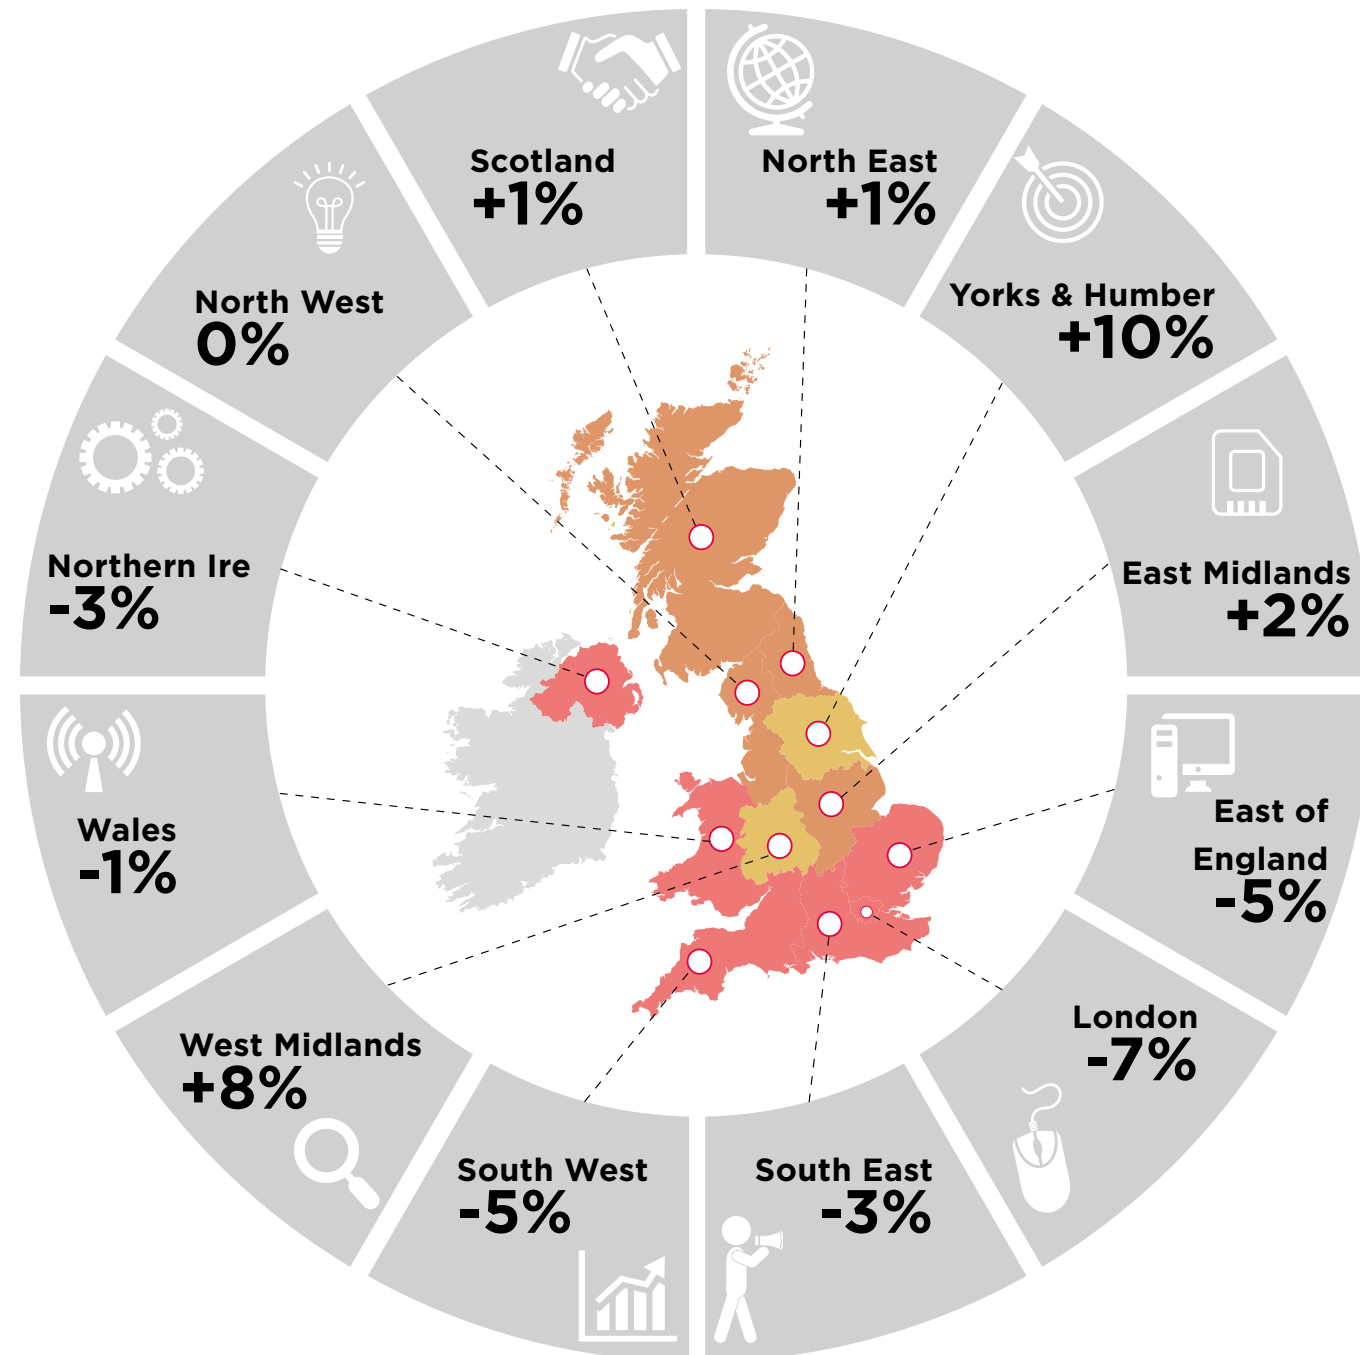 Scotland
+1%
North East
+1%
Yorks & Humber
+10%
East Midlands
+2%
East of
England
-5%
London
-7%
South East
-3%
South West
-5%
West Midlands
+8%
Wales
-1%
Northern Ire
-3%
North West
0%